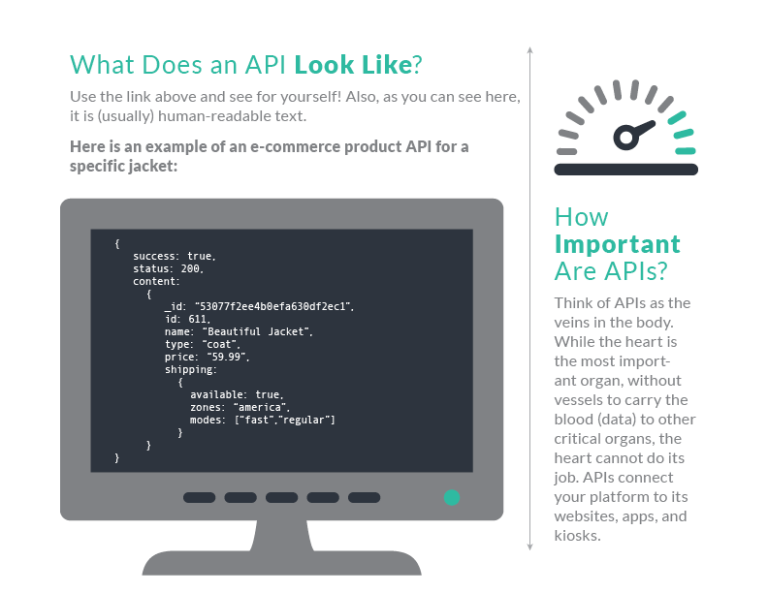 What Does an API Look Like?
Use the link above and see for yourself! Also, as you can see here,
it is (usually) human-readable text.
Here is an example of an e-commerce product API for a
specific jacket:
{
success: true,
status: 200,
content:
{
_id: "53077f2ee4b0efa630df2ec1",
id: 611,
name: "Beautiful Jacket",
type: "coat",
price: "59.99",
shipping:
{
available: true,
zones: "america",
modes: ["fast","regular"]
}
}
}
How
Important
Are APIs?
Think of APIs as the
veins in the body.
While the heart is
the most import-
ant organ, without
vessels to carry the
blood (data) to other
critical organs, the
heart cannot do its
job. APIs connect
your platform to its
websites, apps, and
kiosks.